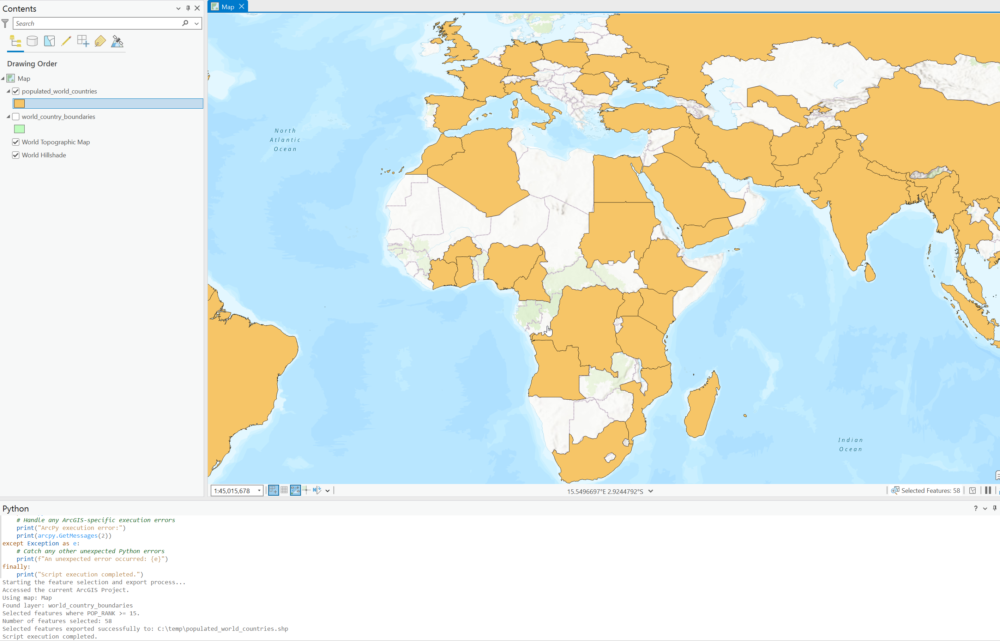 Contents
Search
Drawing Order
Map
populated_world_countries
world_country_boundaries
World Topographic Map
World Hillshade
Map
North
Atlantic
Ocean
Indian
Ocean
1:45,015,678
N
15.5496697°E 2.9244792°S
Selected Features: 58
Python
?
# Handle any ArcGIS-specific execution errors
print("ArcPy execution error:")
print(arcpy.GetMessages(2))
except Exception as e:
# Catch any other unexpected Python errors
print(f"An unexpected error occurred: {e}")
finally:
print("Script execution completed.")
Starting the feature selection and export process...
Accessed the current ArcGIS Project.
Using map: Map
Found layer: world_country_boundaries
Selected features where POP_RANK >= 15.
Number of features selected: 58
Selected features exported successfully to: C:\temp\populated_world_countries.shp
Script execution completed.